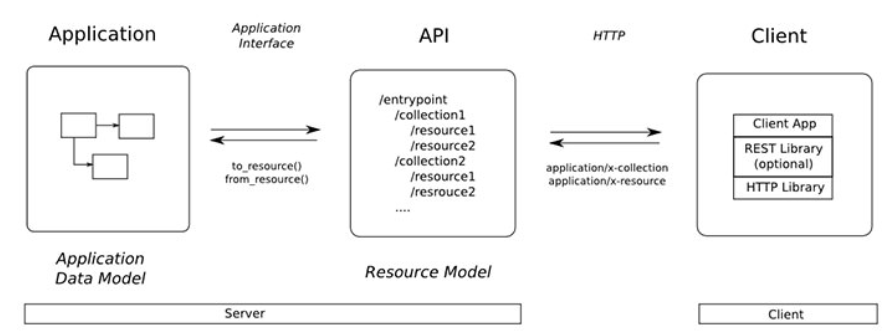 Application
Application
Interface
API
HTTP
Client
/entrypoint
/collection1
/resource1
/resource2
/collection2
/resource1
/resrouce2
....
to_resource()
from_resource()
application/x-collection
application/x-resource
Client App
REST Library
(optional)
HTTP Library
Application
Data Model
Resource Model
Server
Client